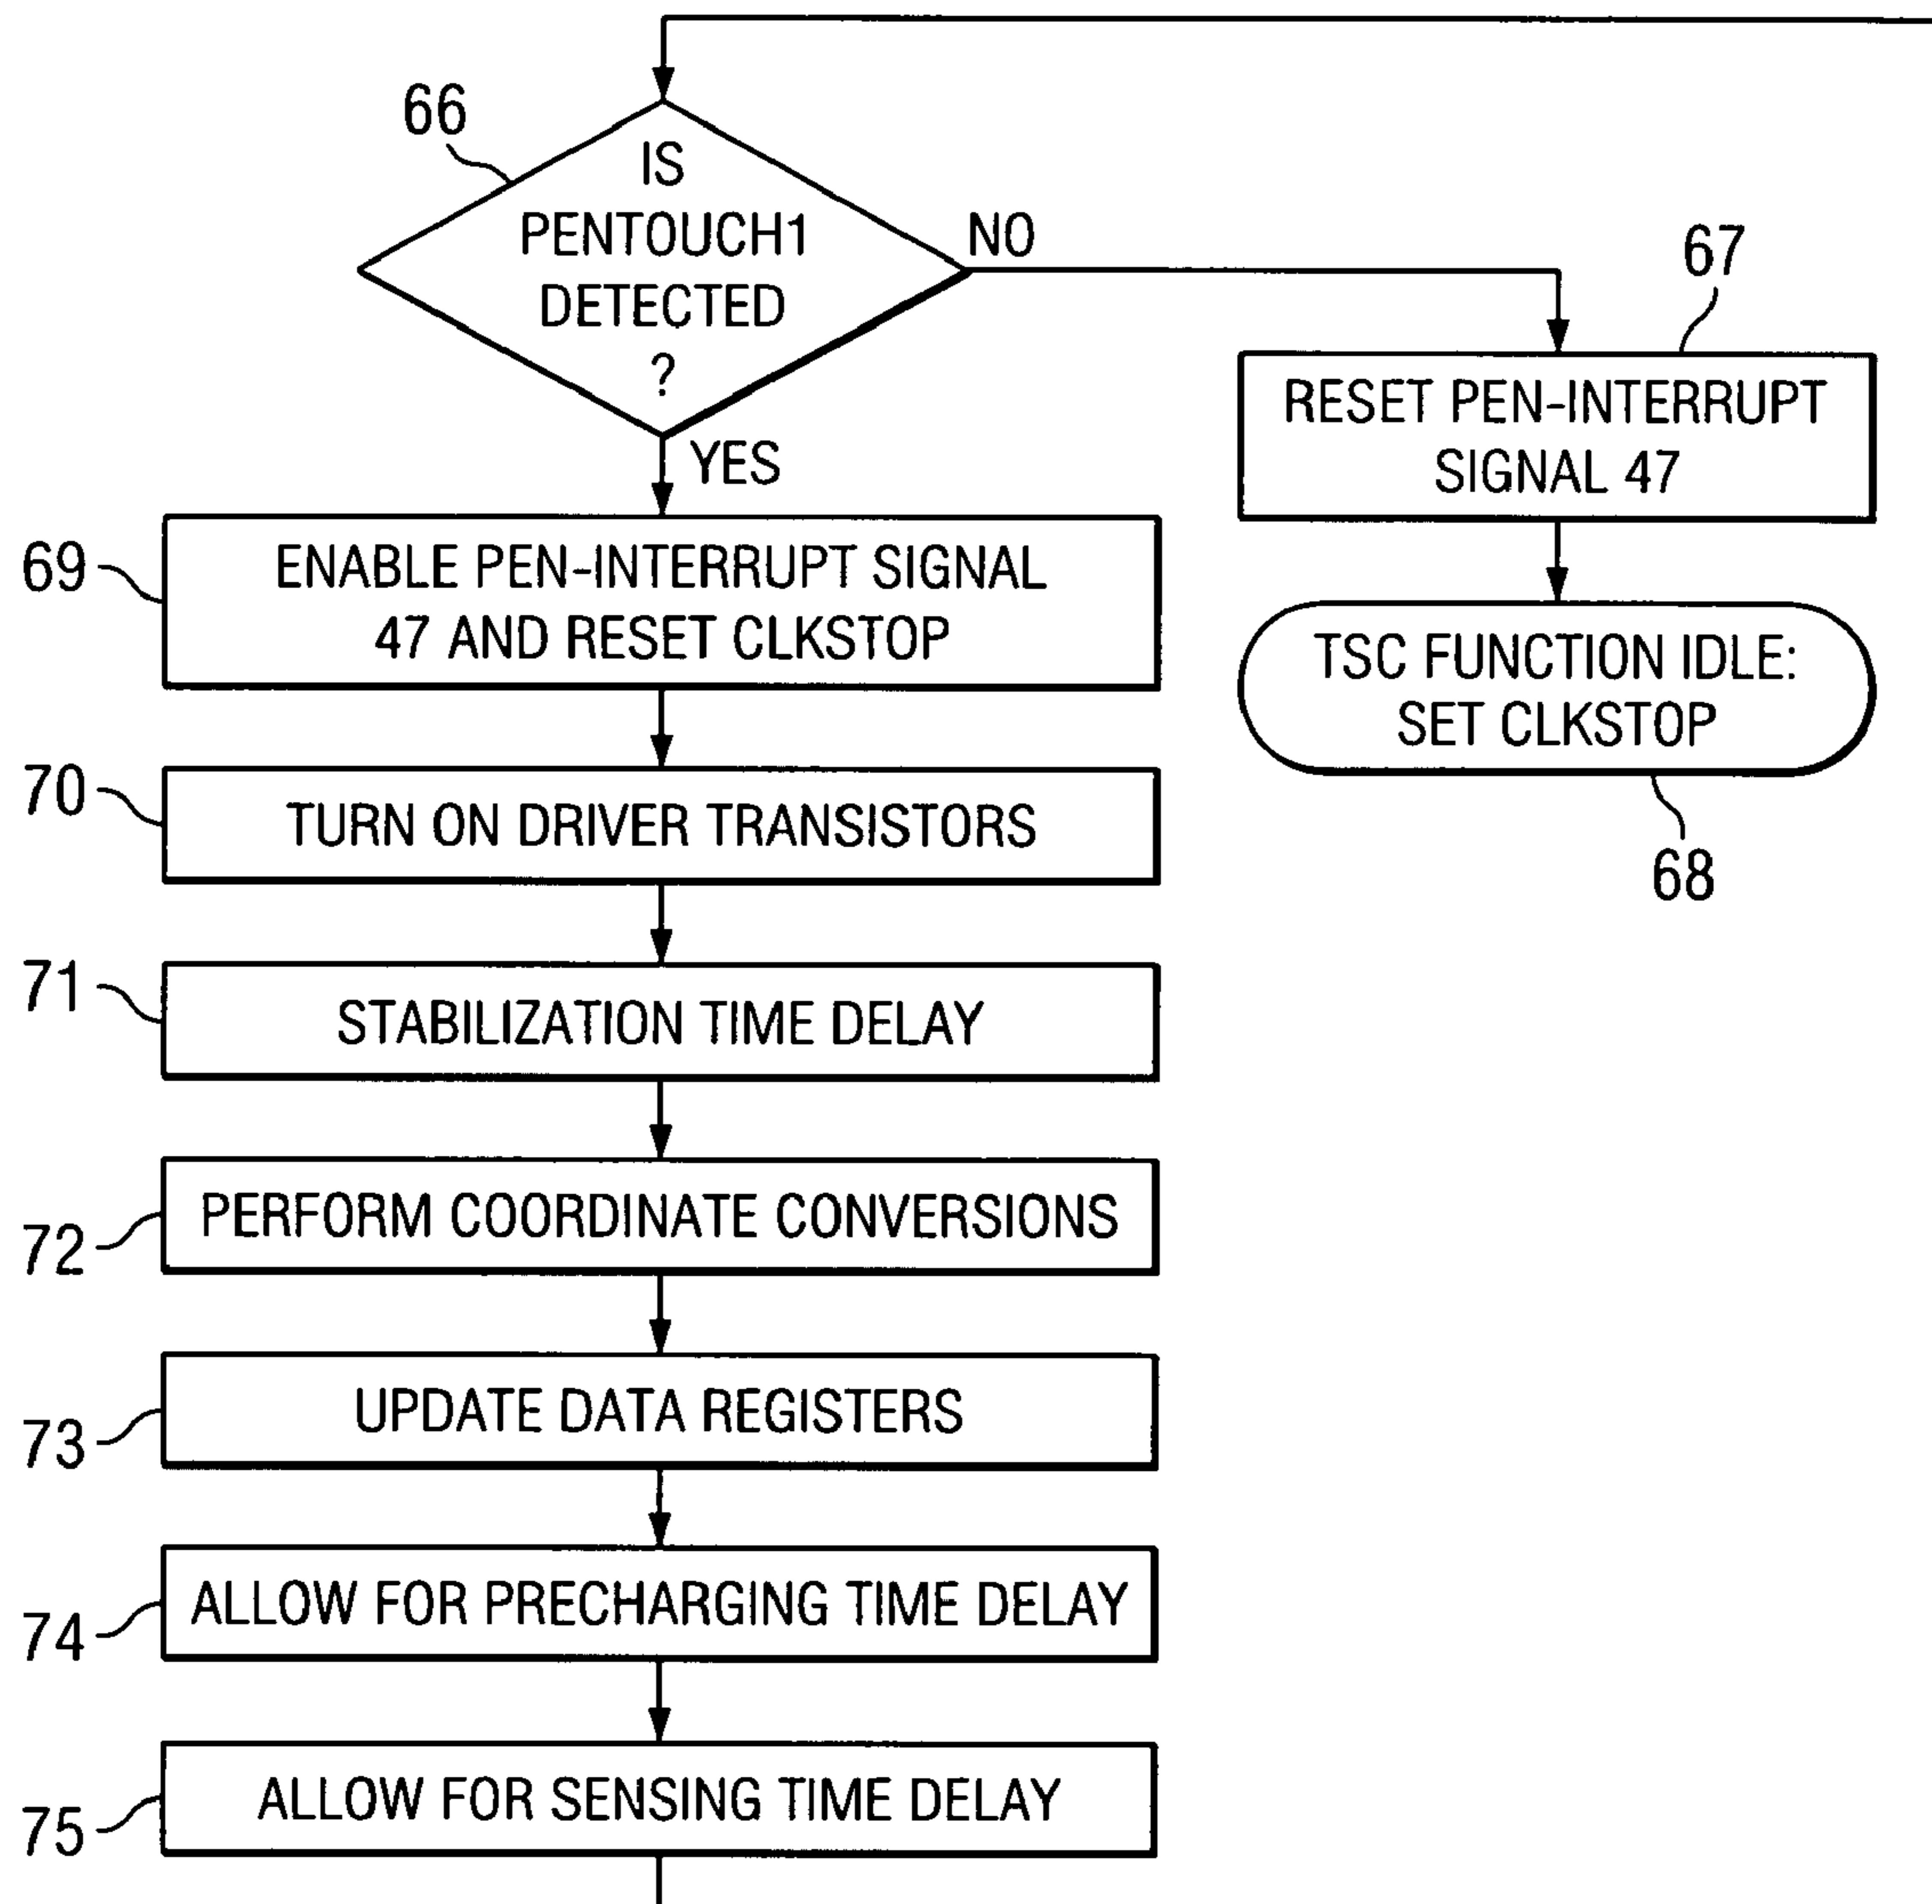 66
IS
PENTOUCH1
DETECTED
?
NO
YES
67
RESET PEN-INTERRUPT
SIGNAL 47
69
ENABLE PEN-INTERRUPT SIGNAL
47 AND RESET CLKSTOP
TSC FUNCTION IDLE:
SET CLKSTOP
68
70
TURN ON DRIVER TRANSISTORS
71
STABILIZATION TIME DELAY
72
PERFORM COORDINATE CONVERSIONS
73
UPDATE DATA REGISTERS
74
ALLOW FOR PRECHARGING TIME DELAY
75
ALLOW FOR SENSING TIME DELAY